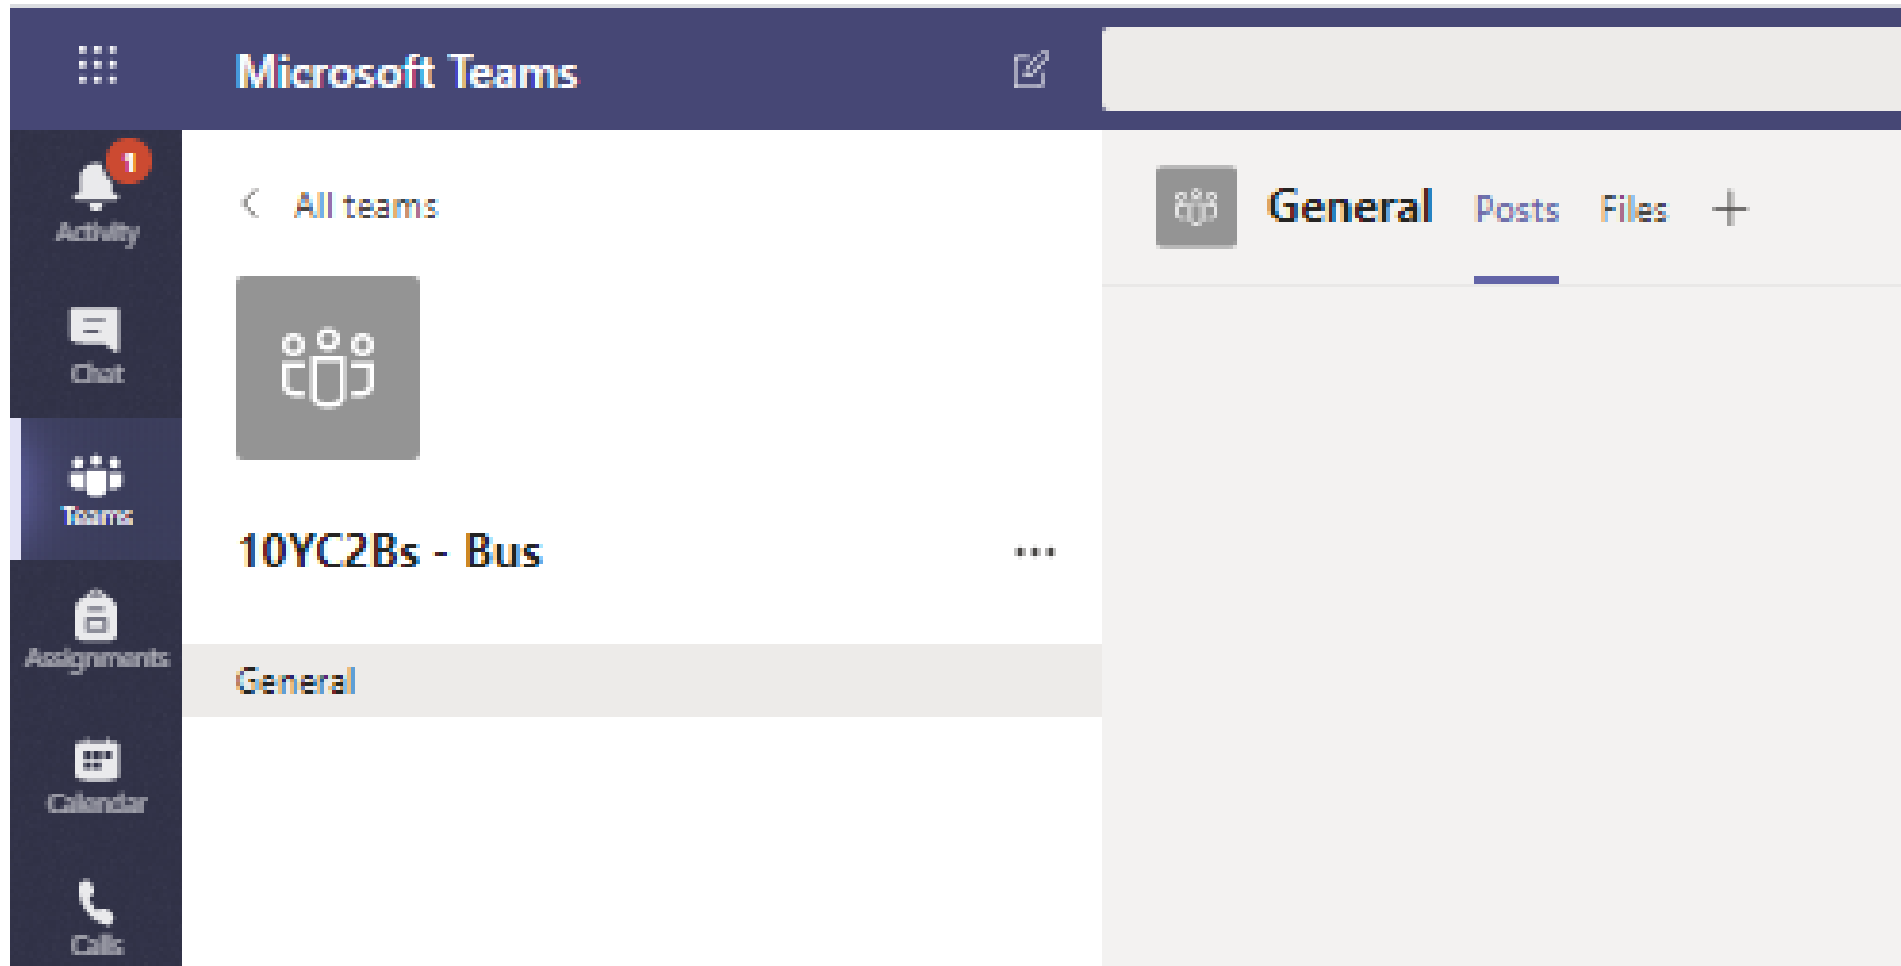 Microsoft Teams
1
Activity
Chat
Teams
Assignments
Calendar
Calls
All teams
10YC2Bs - Bus
General
General Posts Files